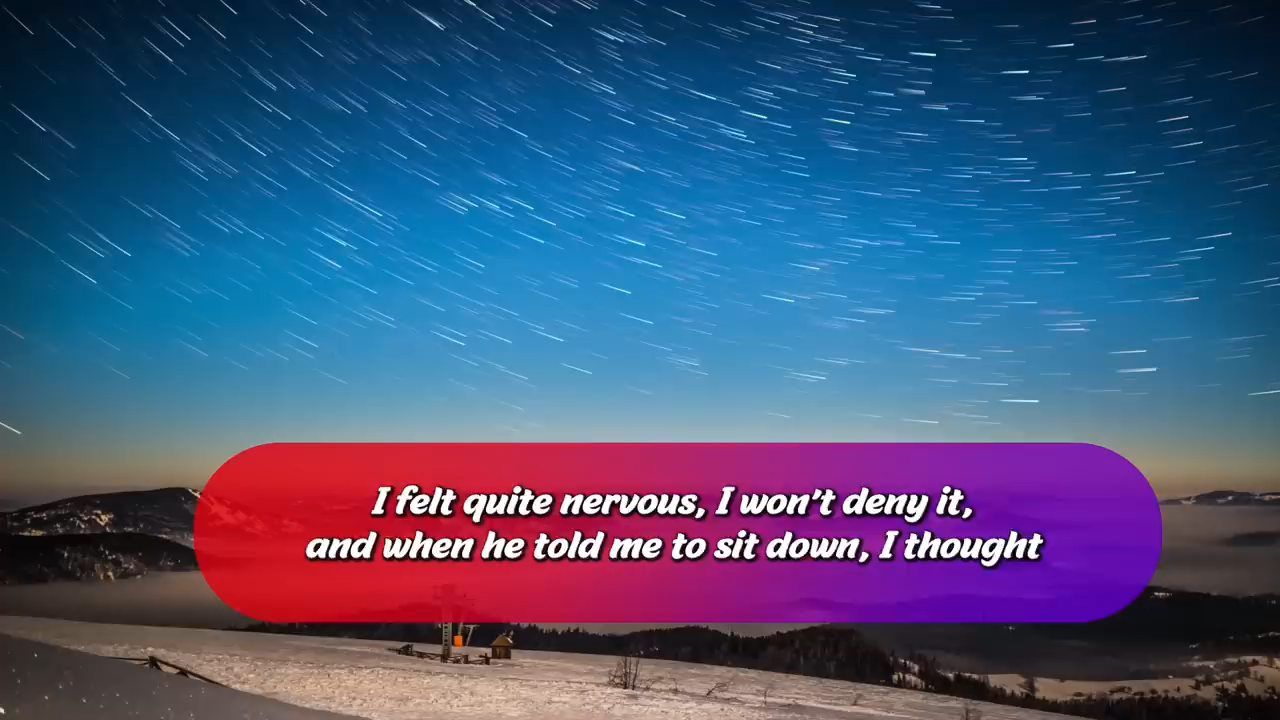 I felt quite nervous, I won't deny it,
and when he told me to sit down, I thought